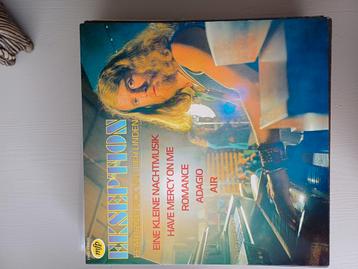 EKSEPTION
EINE KLEINE NACHTMUSIK
HAVE MERCY ON ME
ROMANCE
ADAGIO
AIR
mfp